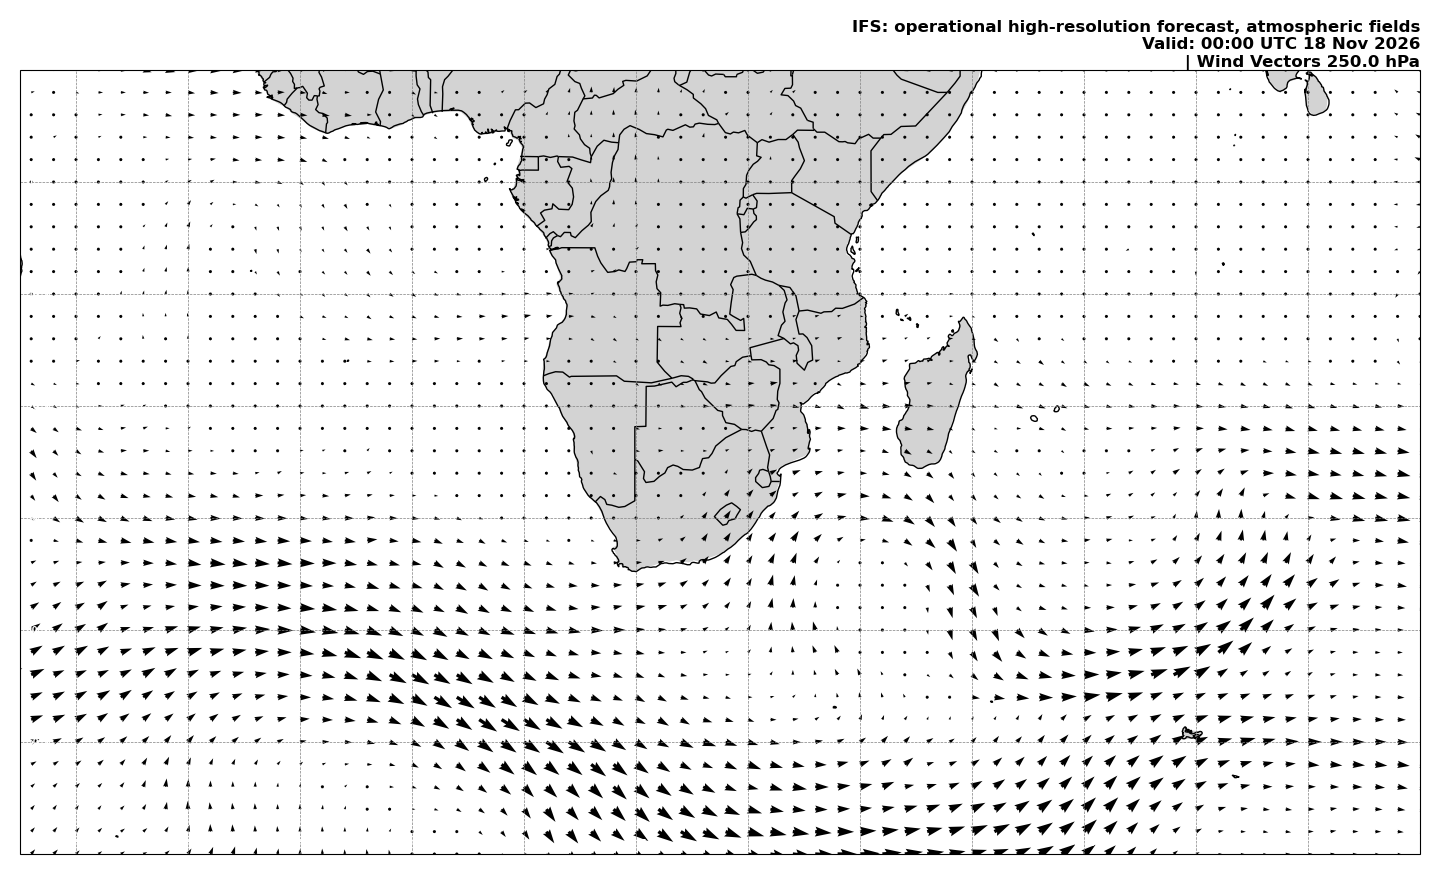 IFS: operational high-resolution forecast, atmospheric fields
Valid: 00:00 UTC 18 Nov 2026
| Wind Vectors 250.0 hPa